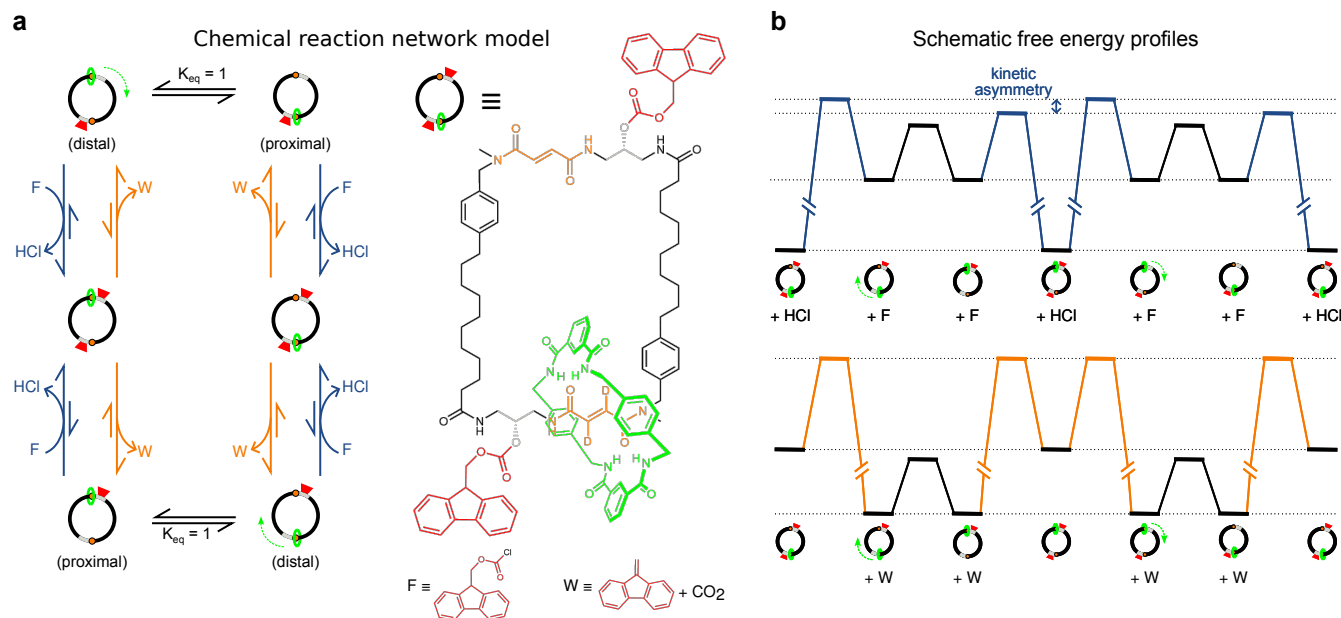 a
Chemical reaction network model
K_eq = 1
(distal)
(proximal)
F
W
W
F
HCl
HCl
HCl
W
W
HCl
F
F
(proximal)
K_eq = 1
(distal)
≡
O
O
O
H
N
O
N
O
H
N
O
O
O
N
H
N
H
H
N
O
D
N
O
D
O
N
H
O
N
H
O
O
H
N
H
N
O
O
O
F ≡
Cl
O
O
W ≡
+ CO2
b
Schematic free energy profiles
kinetic
asymmetry
+ HCl
+ F
+ F
+ HCl
+ F
+ F
+ HCl
+ W
+ W
+ W
+ W